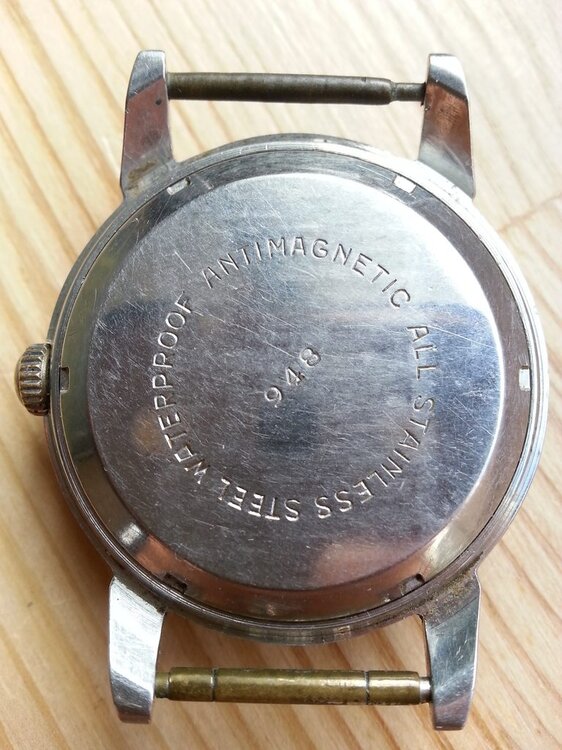 WATERPROOF ANTIMAGNETIC ALL STAINLESS STEEL
948